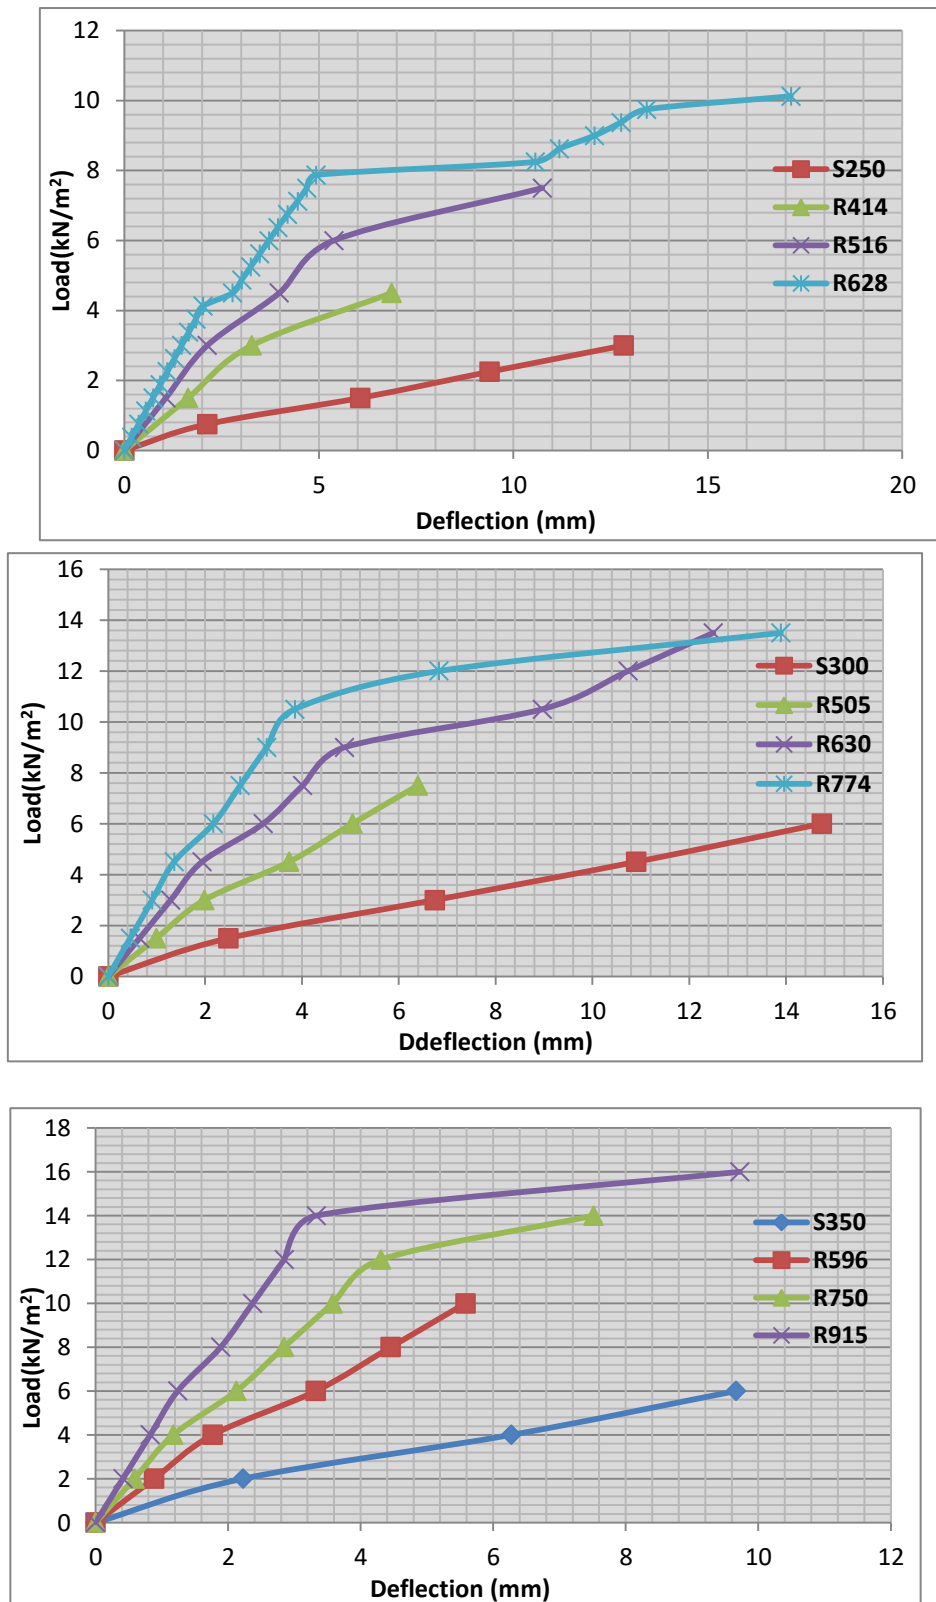 12
10
8
6
4
2
0
Load(kN/m²)
S250
R414
R516
R628
0 5 10 15 20
Deflection (mm)
16
14
12
10
8
6
4
2
0
Load(kN/m²)
S300
R505
R630
R774
0 2 4 6 8 10 12 14 16
Ddeflection (mm)
18
16
14
12
10
8
6
4
2
0
Load(kN/m²)
S350
R596
R750
R915
0 2 4 6 8 10 12
Deflection (mm)